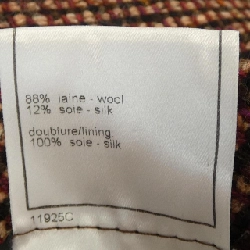 88% laine - wool
12% soie - silk
doublure/lining
100% soie - silk
11925C